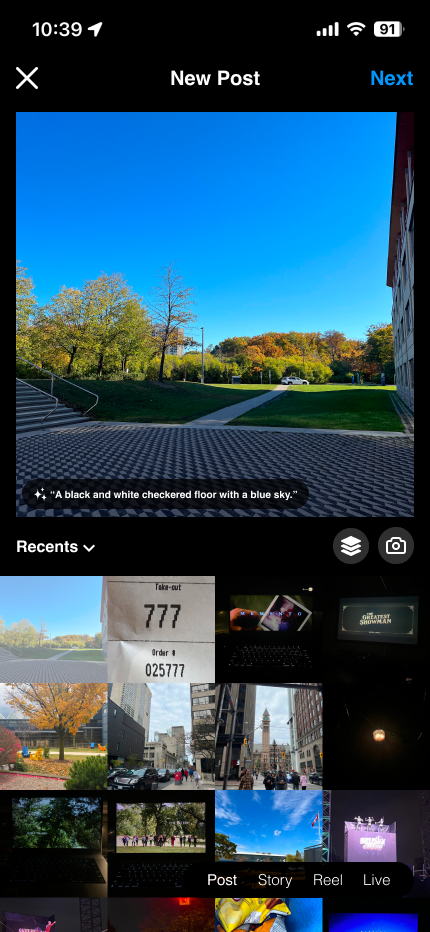 10:39
91
New Post
Next
"A black and white checkered floor with a blue sky."
Recents
Take-out
777
Order #
025777
MEMENTO
THE
GREATEST
SHOWMAN
Post
Story
Reel
Live